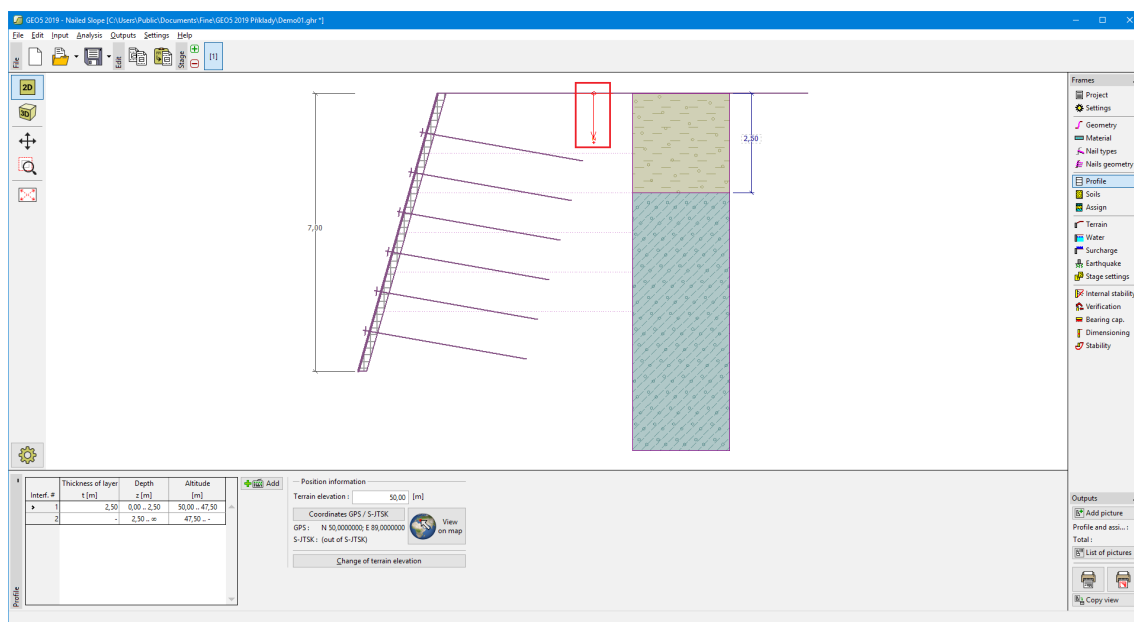 GEO5 2019 - Nailed Slope [C:\Users\Public\Documents\Fine\GEO5 2019 Příklady\Demo01.ghr *]
File Edit Input Analysis Outputs Settings Help
File
Edit
Stage
[1]
2D
3D
7,00
2,50
Frames
Project
Settings
Geometry
Material
Nail types
Nails geometry
Profile
Soils
Assign
Terrain
Water
Surcharge
Earthquake
Stage settings
Internal stability
Verification
Bearing cap.
Dimensioning
Stability
Profile
Interf. # Thickness of layer t [m] Depth z [m] Altitude [m]
1 2,50 0,00 .. 2,50 50,00 .. 47,50
2 - 2,50 .. ∞ 47,50 .. -
Add
Position information
Terrain elevation : 50,00 [m]
Coordinates GPS / S-JTSK
GPS : N 50,0000000; E 89,0000000
S-JTSK : (out of S-JTSK)
View
on map
Change of terrain elevation
Outputs
Add picture
Profile and assi... :
Total :
List of pictures
Copy view